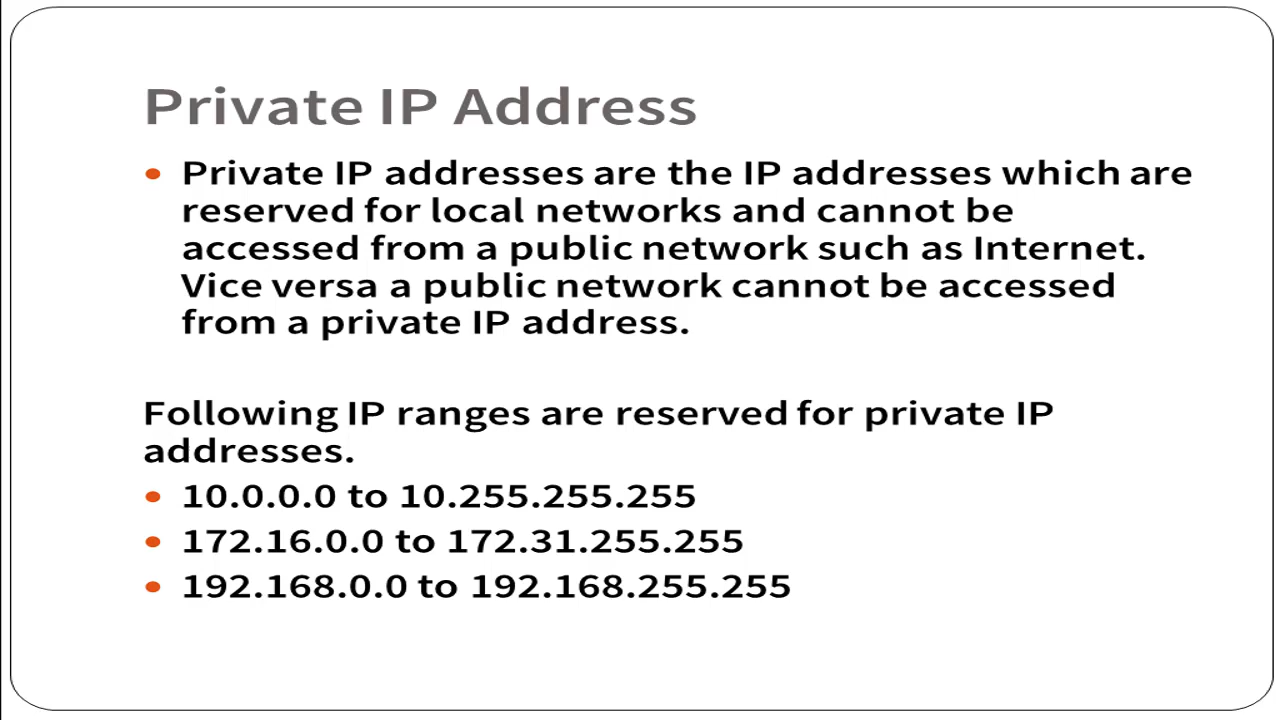 Private IP Address
• Private IP addresses are the IP addresses which are
reserved for local networks and cannot be
accessed from a public network such as Internet.
Vice versa a public network cannot be accessed
from a private IP address.
Following IP ranges are reserved for private IP
addresses.
• 10.0.0.0 to 10.255.255.255
• 172.16.0.0 to 172.31.255.255
• 192.168.0.0 to 192.168.255.255